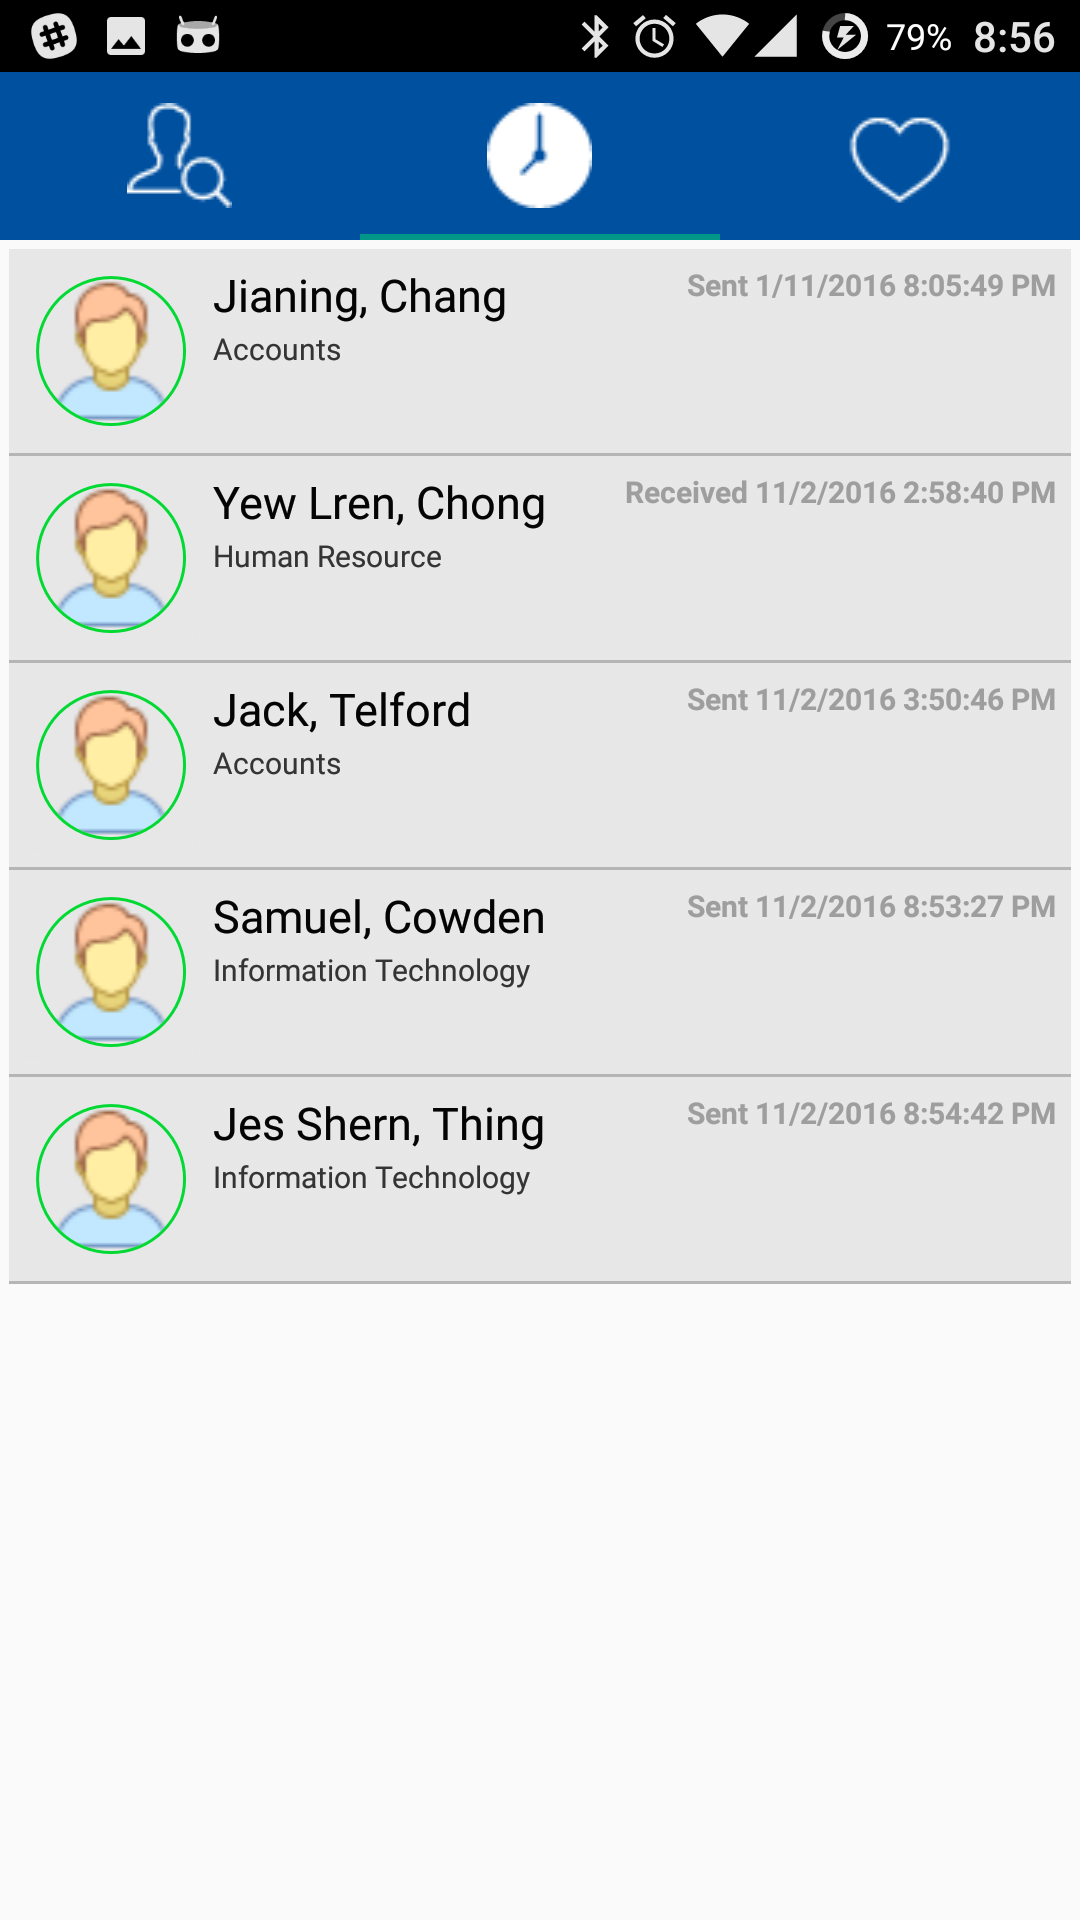 79% 8:56
Jianing, Chang
Sent 1/11/2016 8:05:49 PM
Accounts
Yew Lren, Chong
Received 11/2/2016 2:58:40 PM
Human Resource
Jack, Telford
Sent 11/2/2016 3:50:46 PM
Accounts
Samuel, Cowden
Sent 11/2/2016 8:53:27 PM
Information Technology
Jes Shern, Thing
Sent 11/2/2016 8:54:42 PM
Information Technology